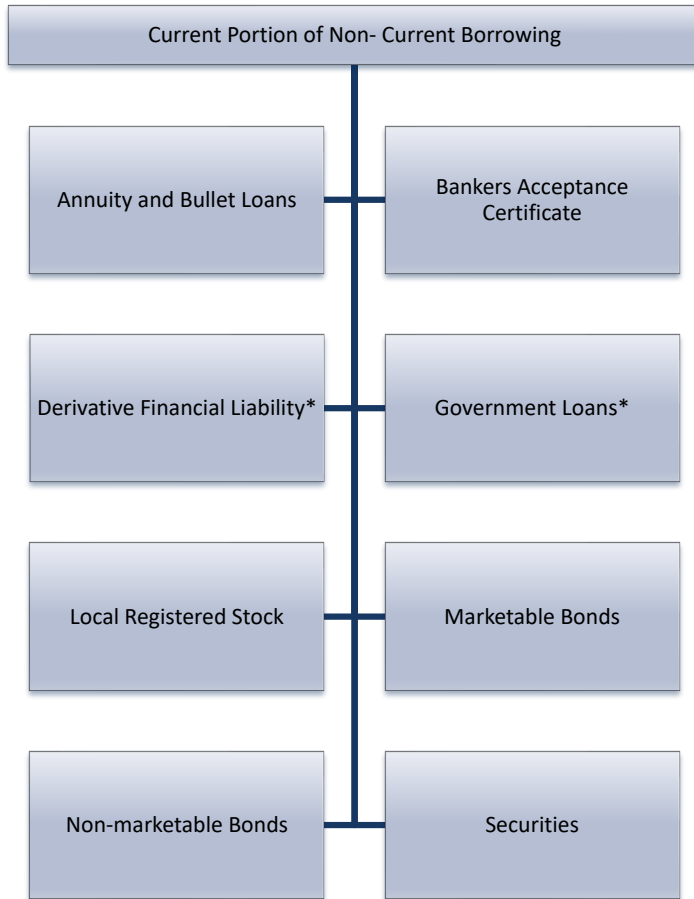 Current Portion of Non- Current Borrowing
Annuity and Bullet Loans
Bankers Acceptance
Certificate
Derivative Financial Liability*
Government Loans*
Local Registered Stock
Marketable Bonds
Non-marketable Bonds
Securities